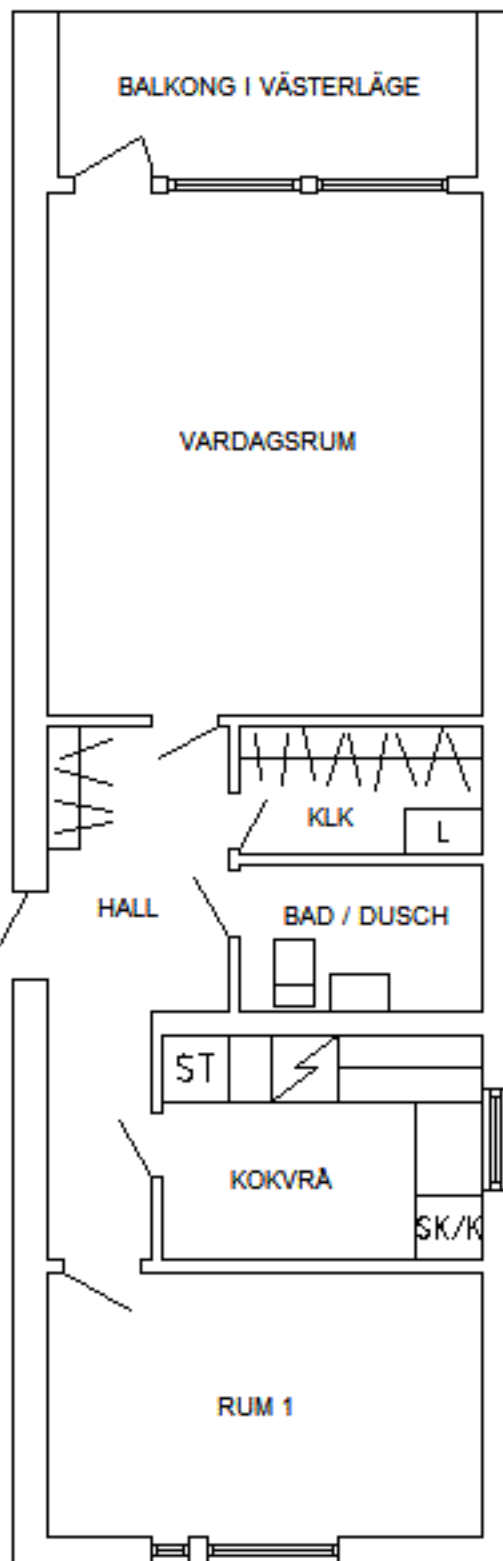 BALKONG I VÄSTERLÄGE
VARDAGSRUM
KLK
L
HALL
BAD / DUSCH
ST
KOKVRÅ
SK/K
RUM 1